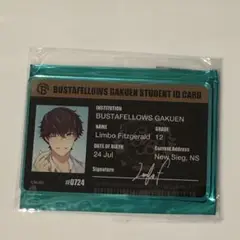 BUSTAFELLOWS GAKUEN STUDENT ID CARD
INSTITUTION
BUSTAFELLOWS GAKUEN
NAME
GRADE
Limbo Fitzgerald
12
DATE OF BIRTH
Current Address
24 Jul
New Sieg, NS
Signature
#0724